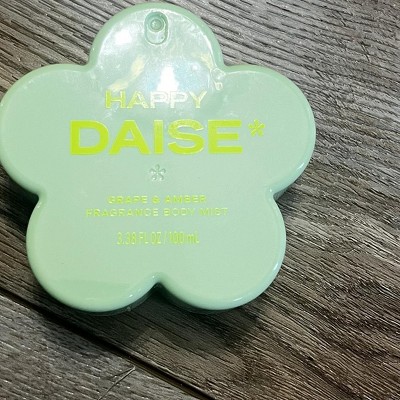 HAPPY
DAISE*
*
GRAPE & AMBER
FRAGRANCE BODY MIST
3.38 FL OZ / 100 mL